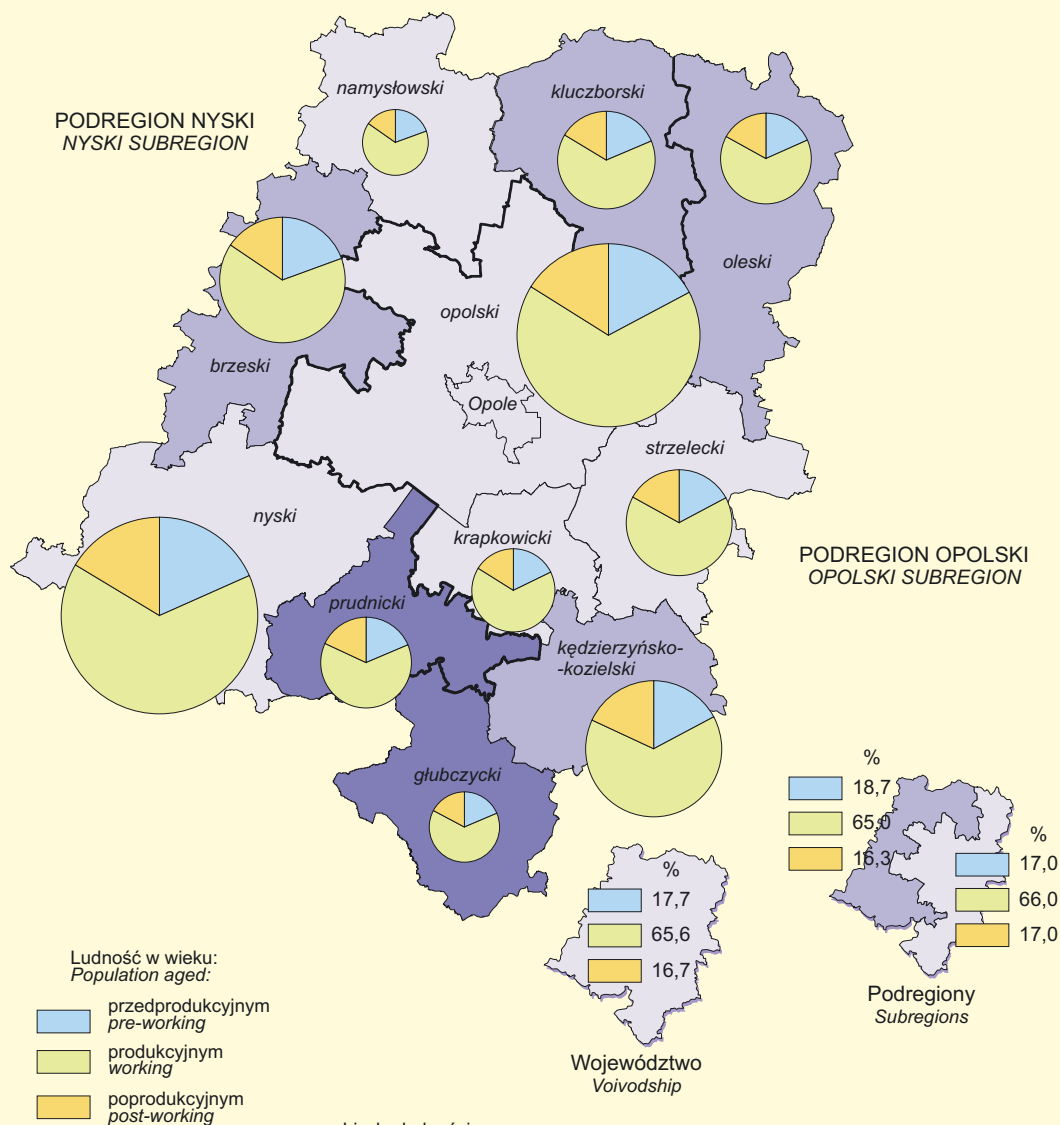 namysłowski
kluczborski
PODREGION NYSKI
NYSKI SUBREGION
oleski
opolski
brzeski
Opole
strzelecki
nyski
krapkowicki
PODREGION OPOLSKI
OPOLSKI SUBREGION
prudnicki
kędzierzyńsko-
-kozielski
głubczycki
%
18,7
65,0
16,3
%
17,0
66,0
17,0
Podregiony
Subregions
%
17,7
65,6
16,7
Województwo
Voivodship
Ludność w wieku:
Population aged:
przedprodukcyjnym
pre-working
produkcyjnym
working
poprodukcyjnym
post-working